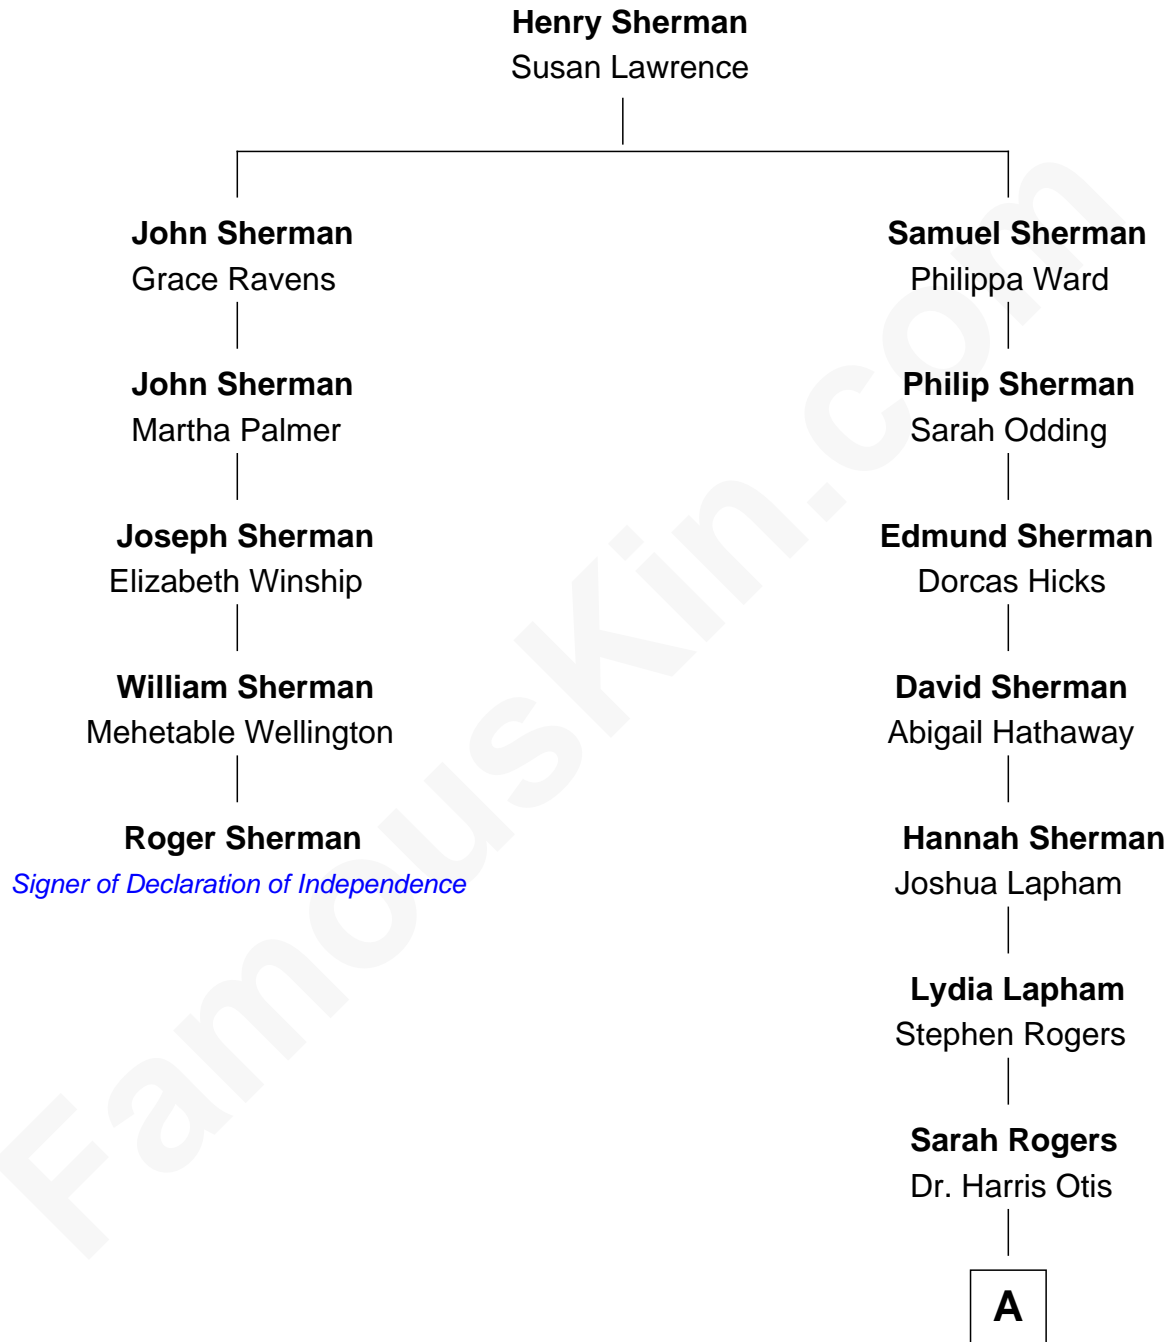 Henry Sherman
Susan Lawrence
John Sherman
Grace Ravens
Samuel Sherman
Philippa Ward
John Sherman
Martha Palmer
Philip Sherman
Sarah Odding
Joseph Sherman
Elizabeth Winship
Edmund Sherman
Dorcas Hicks
William Sherman
Mehetable Wellington
David Sherman
Abigail Hathaway
Roger Sherman
Signer of Declaration of Independence
Hannah Sherman
Joshua Lapham
Lydia Lapham
Stephen Rogers
Sarah Rogers
Dr. Harris Otis
A
FamousKin.com